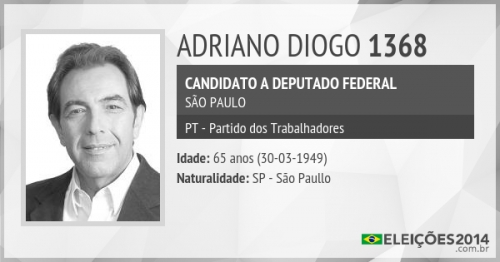 ADRIANO DIOGO 1368
CANDIDATO A DEPUTADO FEDERAL
SÃO PAULO
PT - Partido dos Trabalhadores
Idade: 65 anos (30-03-1949)
Naturalidade: SP - São Paullo
ELEIÇÕES2014
.com.br